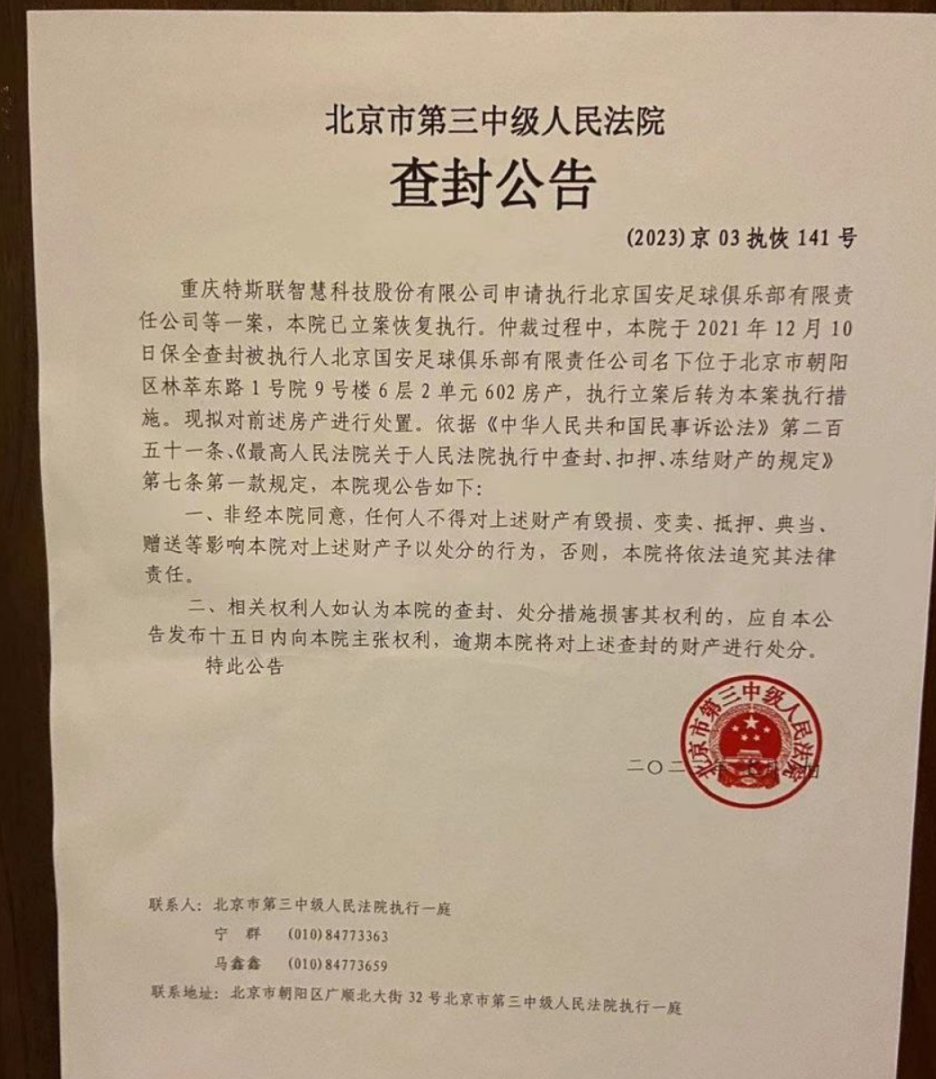 北京市第三中级人民法院
查封公告
(2023)京 03 执恢 141 号
重庆特斯联智慧科技股份有限公司申请执行北京国安足球俱乐部有限责
任公司等一案，本院已立案恢复执行。仲裁过程中，本院于 2021 年 12 月 10
日保全查封被执行人北京国安足球俱乐部有限责任公司名下位于北京市朝阳
区林萃东路 1 号院 9 号楼 6 层 2 单元 602 房产，执行立案后转为本案执行措
施。现拟对前述房产进行处置。依据《中华人民共和国民事诉讼法》第二百
五十一条、《最高人民法院关于人民法院执行中查封、扣押、冻结财产的规定》
第七条第一款规定，本院现公告如下：
一、非经本院同意，任何人不得对上述财产有毁损、变卖、抵押、典当、
赠送等影响本院对上述财产予以处分的行为，否则，本院将依法追究其法律
责任。
二、相关权利人如认为本院的查封、处分措施损害其权利的，应自本公
告发布十五日内向本院主张权利，逾期本院将对上述查封的财产进行处分。
特此公告
北京市第三中级人民法院
二〇二
联系人：北京市第三中级人民法院执行一庭
宁 群 (010)84773363
马鑫鑫 (010)84773659
联系地址：北京市朝阳区广顺北大街 32 号北京市第三中级人民法院执行一庭